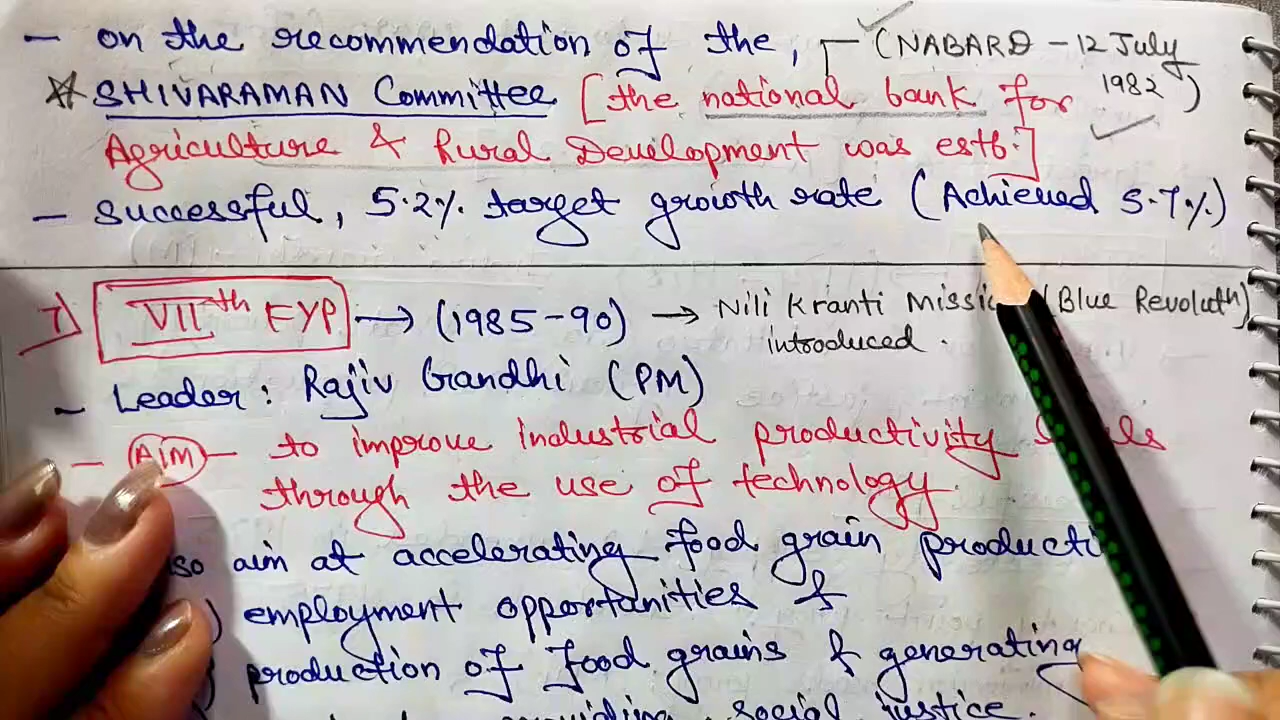 - on the recommendation of the, (NABARD - 12 July 1982)
☆ SHIVARAMAN Committee [the national bank for
Agriculture & Rural Development was estb.]
- successful, 5.2% target growth rate (Achieved 5.7%)
7) VIIth FYP → (1985-90) → Nili Kranti (Blue Revolutn)
introduced.
- Leader: Rajiv Gandhi (PM)
- AIM - to improve industrial productivity
through the use of technology.
aim at accelerating food grain
employment opportunities &
production of food grains & generating
social justice.